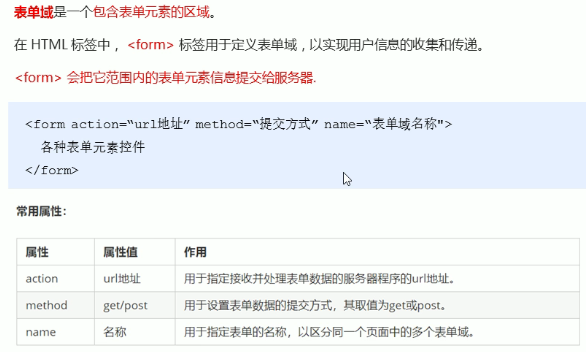 表单域是一个包含表单元素的区域。
在 HTML 标签中， <form> 标签用于定义表单域，以实现用户信息的收集和传递。
<form> 会把它范围内的表单元素信息提交给服务器.
<form action=“url地址” method=“提交方式” name=“表单域名称">
各种表单元素控件
</form>
常用属性：
属性 属性值 作用
action url地址 用于指定接收并处理表单数据的服务器程序的url地址。
method get/post 用于设置表单数据的提交方式，其取值为get或post。
name 名称 用于指定表单的名称，以区分同一个页面中的多个表单域。